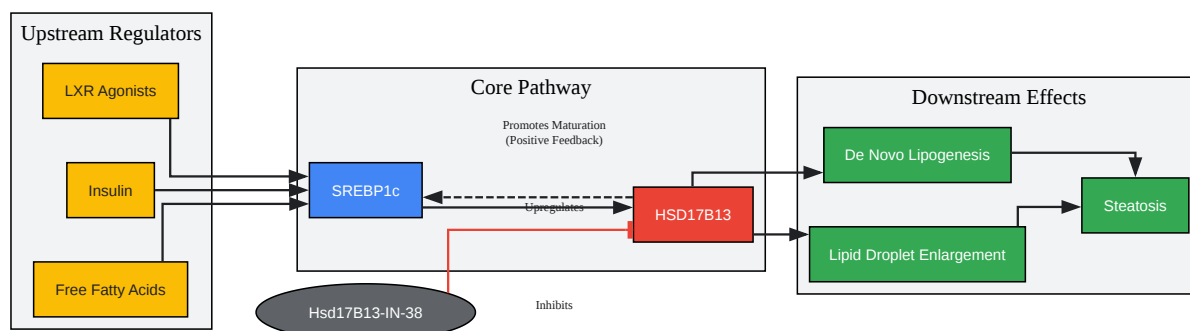 Upstream Regulators
LXR Agonists
Insulin
Free Fatty Acids
Core Pathway
Promotes Maturation
(Positive Feedback)
SREBP1c
Upregulates
HSD17B13
Hsd17B13-IN-38
Inhibits
Downstream Effects
De Novo Lipogenesis
Lipid Droplet Enlargement
Steatosis